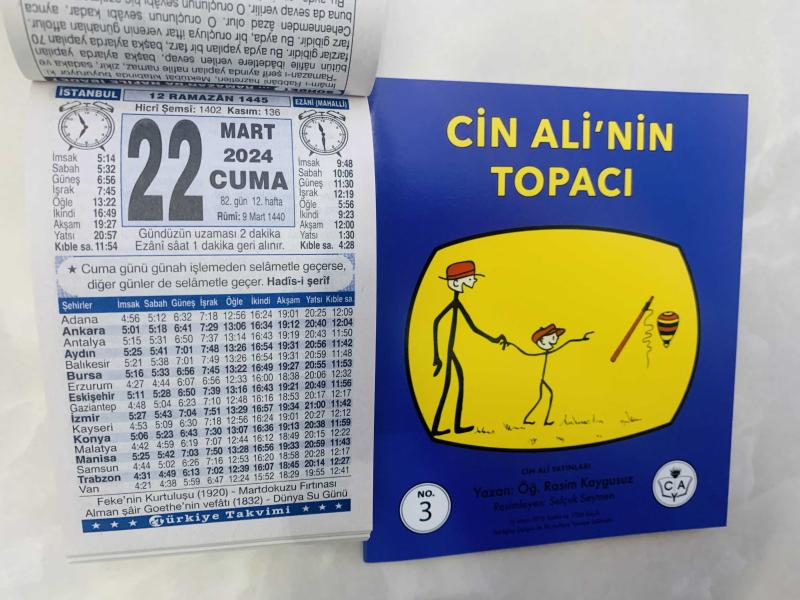 İSTANBUL
12 RAMAZÂN 1445
EZÂNÎ (MAHALLÎ)
Hicrî Şemsî: 1402 Kasım: 136
22
MART
2024
CUMA
82. gün 12. hafta
Rûmî: 9 Mart 1440
İmsak 5:14
Sabah 5:32
Güneş 6:56
İşrak 7:45
Öğle 13:22
İkindi 16:49
Akşam 19:27
Yatsı 20:57
Kıble sa. 11:54
İmsak 9:48
Sabah 10:06
Güneş 11:30
İşrak 12:19
Öğle 5:56
İkindi 9:23
Akşam 12:00
Yatsı 1:30
Kıble sa. 4:28
Gündüzün uzaması 2 dakika
Ezânî sâat 1 dakika geri alınır.
★ Cuma günü günah işlemeden selâmetle geçerse,
diğer günler de selâmetle geçer. Hadîs-i şerîf
Şehirler İmsak Sabah Güneş İşrak Öğle İkindi Akşam Yatsı Kıble sa.
Adana 4:56 5:12 6:32 7:18 12:56 16:24 19:01 20:25 12:09
Ankara 5:01 5:18 6:41 7:29 13:06 16:34 19:12 20:40 12:04
Antalya 5:15 5:31 6:50 7:37 13:14 16:43 19:19 20:43 11:50
Aydın 5:25 5:41 7:01 7:48 13:26 16:54 19:31 20:56 11:42
Balıkesir 5:21 5:38 7:01 7:49 13:26 16:54 19:31 20:59 11:48
Bursa 5:16 5:33 6:56 7:45 13:22 16:49 19:27 20:55 11:53
Erzurum 4:27 4:44 6:07 6:56 12:33 16:00 18:38 20:06 12:32
Eskişehir 5:11 5:28 6:50 7:39 13:16 16:43 19:21 20:49 11:56
Gaziantep 4:48 5:04 6:23 7:10 12:48 16:16 18:53 20:17 12:17
İzmir 5:27 5:43 7:04 7:51 13:29 16:57 19:34 21:00 11:42
Kayseri 4:53 5:09 6:30 7:18 12:56 16:24 19:01 20:27 12:12
Konya 5:06 5:23 6:43 7:30 13:07 16:36 19:13 20:38 11:59
Malatya 4:42 4:59 6:19 7:07 12:44 16:12 18:49 20:15 12:22
Manisa 5:25 5:42 7:03 7:50 13:28 16:56 19:33 20:59 11:43
Samsun 4:44 5:02 6:26 7:16 12:53 16:20 18:58 20:28 12:17
Trabzon 4:31 4:49 6:13 7:02 12:39 16:07 18:45 20:14 12:27
Van 4:21 4:38 5:59 6:47 12:24 15:52 18:29 19:55 12:41
Feke'nin Kurtuluşu (1920) - Martdokuzu Fırtınası
Alman şâir Goethe'nin vefâtı (1832) - Dünya Su Günü
Türkiye Takvimi
CİN ALİ'NİN
TOPACI
CİN ALİ YAYINLARI
Yazan: Öğ. Rasim Kaygusuz
Resimleyen: Selçuk Seymen
NO.
3
C A
Y